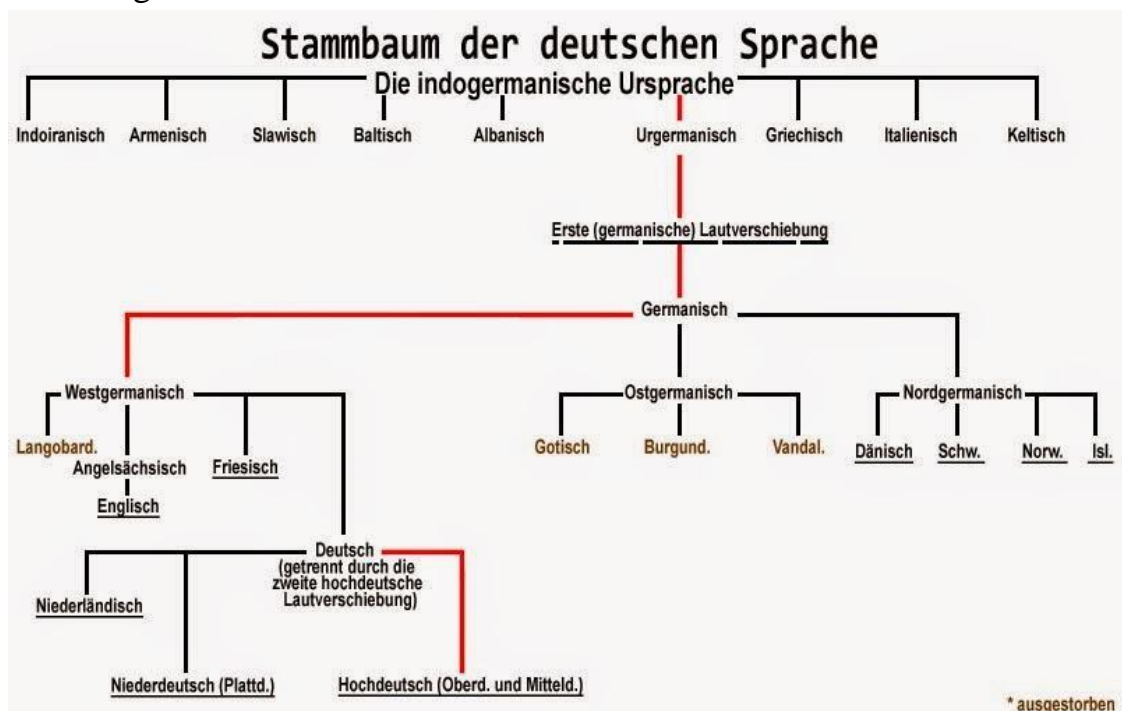 Stammbaum der deutschen Sprache
Die indogermanische Ursprache
Indoiranisch Armenisch Slawisch Baltisch Albanisch Urgermanisch Griechisch Italienisch Keltisch
Erste (germanische) Lautverschiebung
Germanisch
Westgermanisch Ostgermanisch Nordgermanisch
Langobard. Gotisch Burgund. Vandal. Dänisch Schw. Norw. Isl.
Angelsächsisch Friesisch
Englisch
Deutsch
(getrennt durch die
zweite hochdeutsche
Lautverschiebung)
Niederländisch
Niederdeutsch (Plattd.) Hochdeutsch (Oberd. und Mitteld.)
* ausgestorben